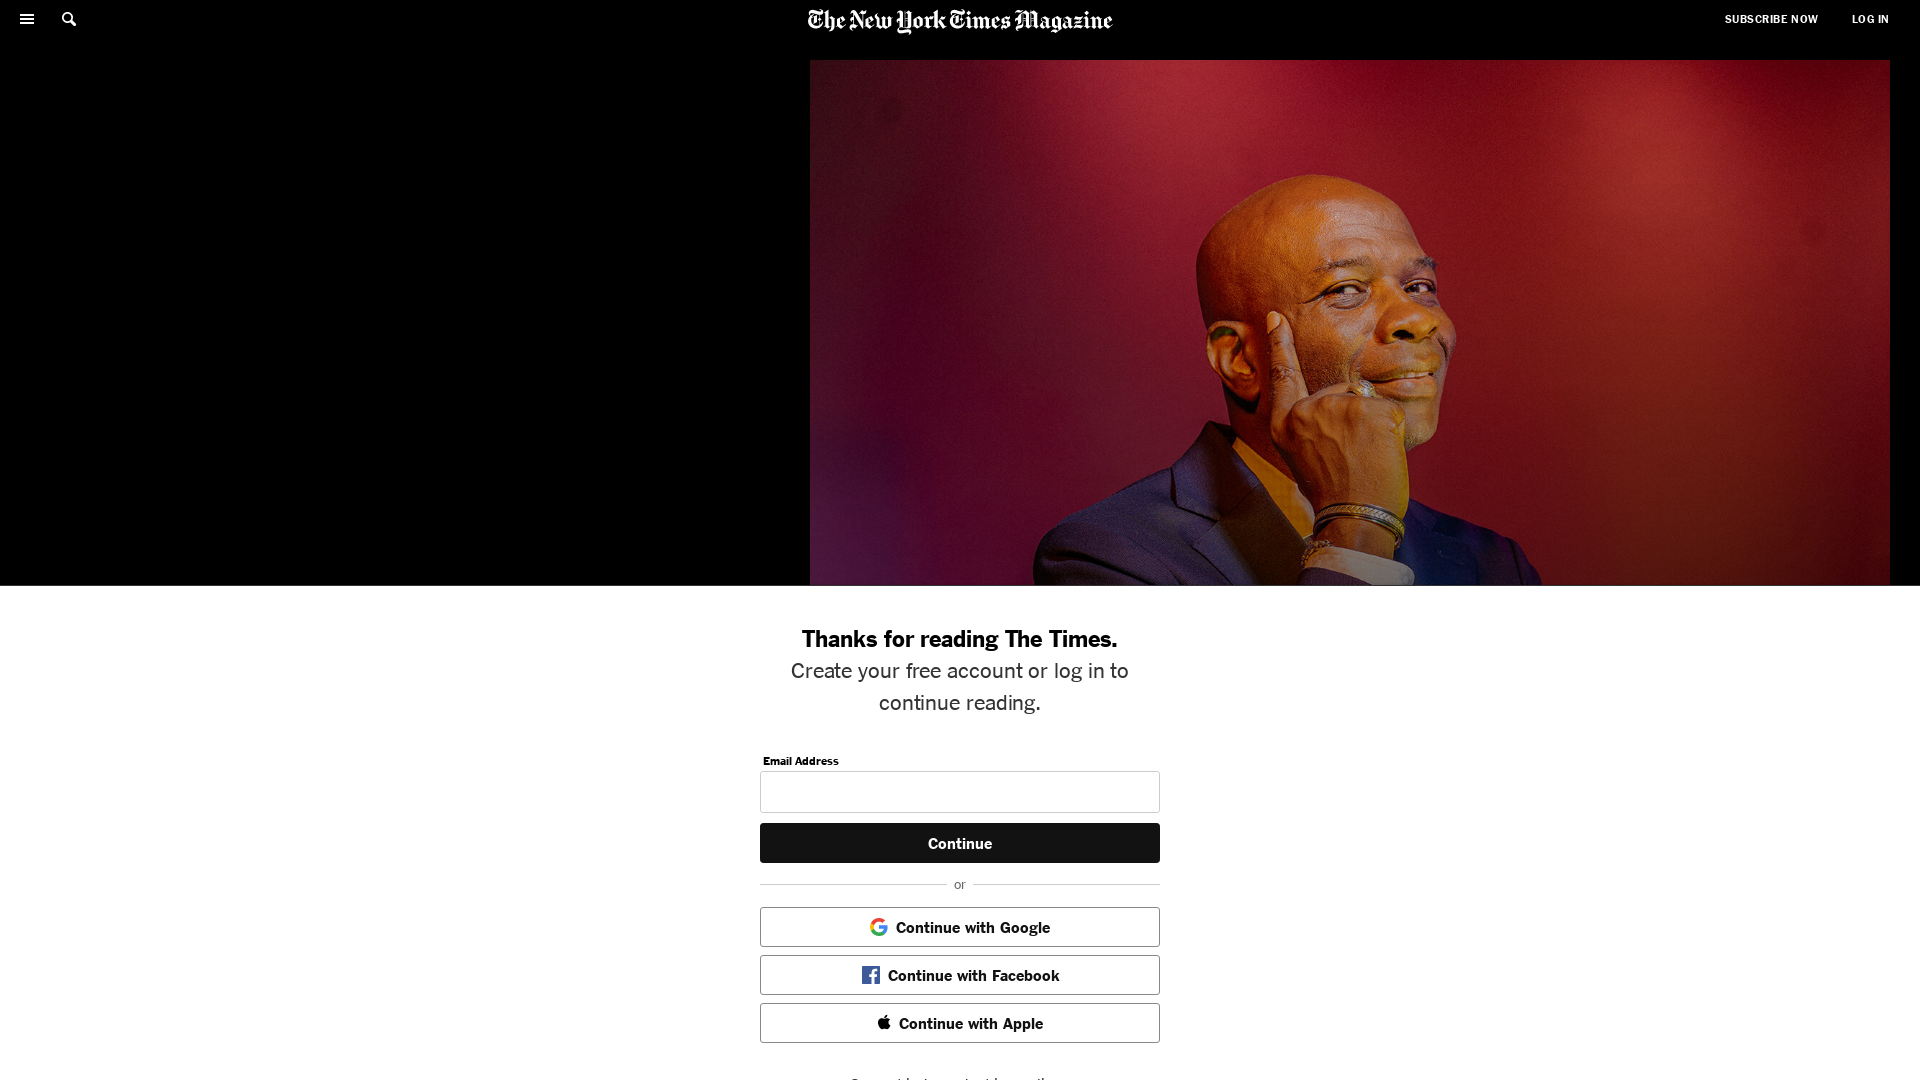 The New York Times Magazine
SUBSCRIBE NOW
LOG IN
Thanks for reading The Times.
Create your free account or log in to
continue reading.
Email Address
Continue
or
Continue with Google
Continue with Facebook
Continue with Apple